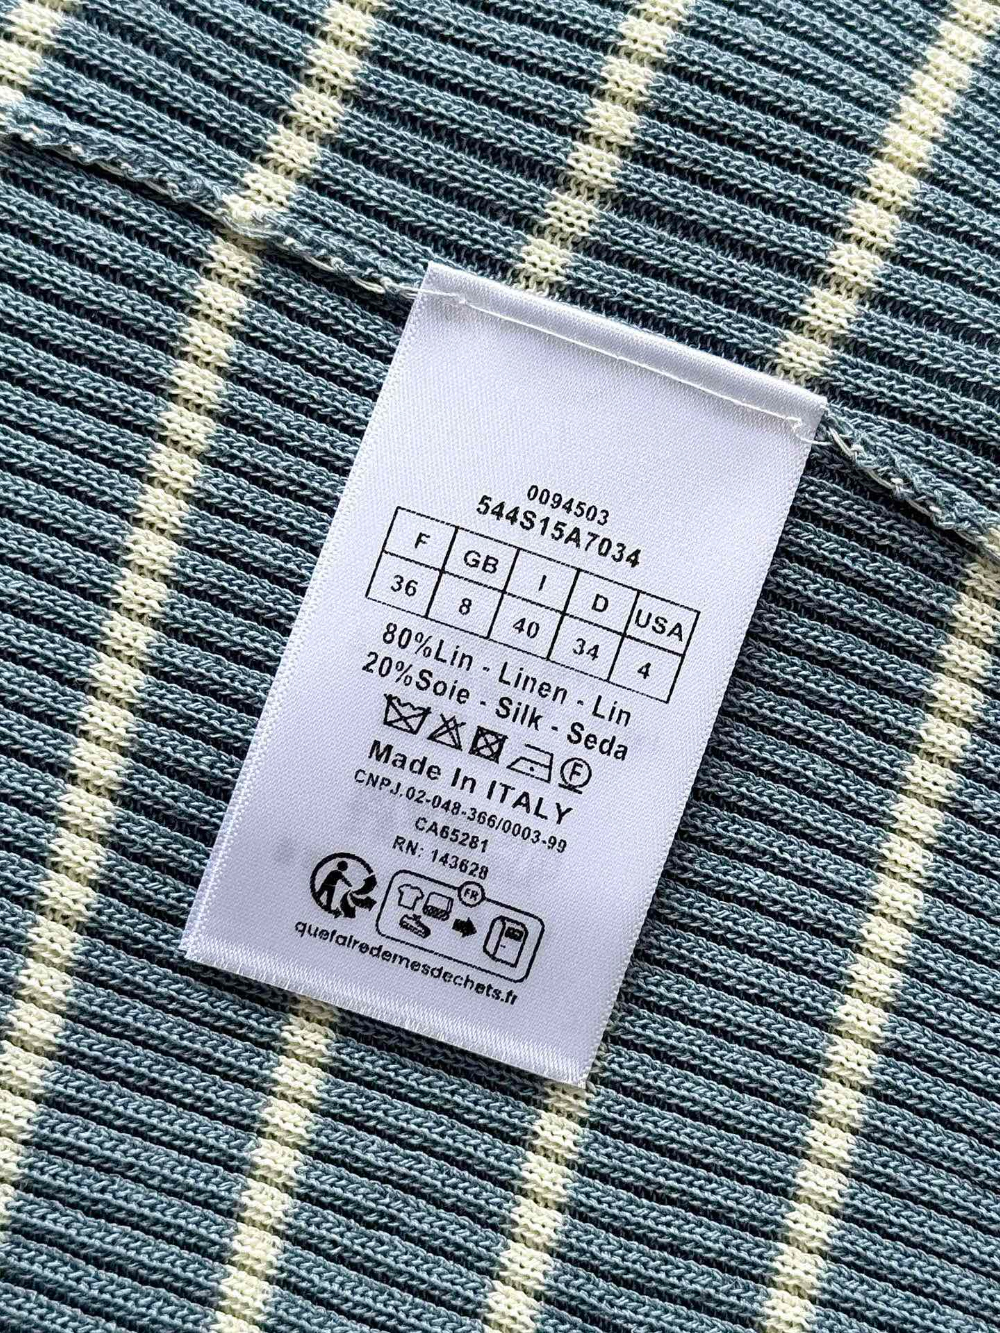 0094503
544S15A7034
F GB I D USA
36 8 40 34 4
80%Lin - Linen - Lin
20%Soie - Silk - Seda
F
Made In ITALY
CNPJ.02-048-366/0003-99
CA65281
RN: 143628
FR
quefairedemesdechets.fr